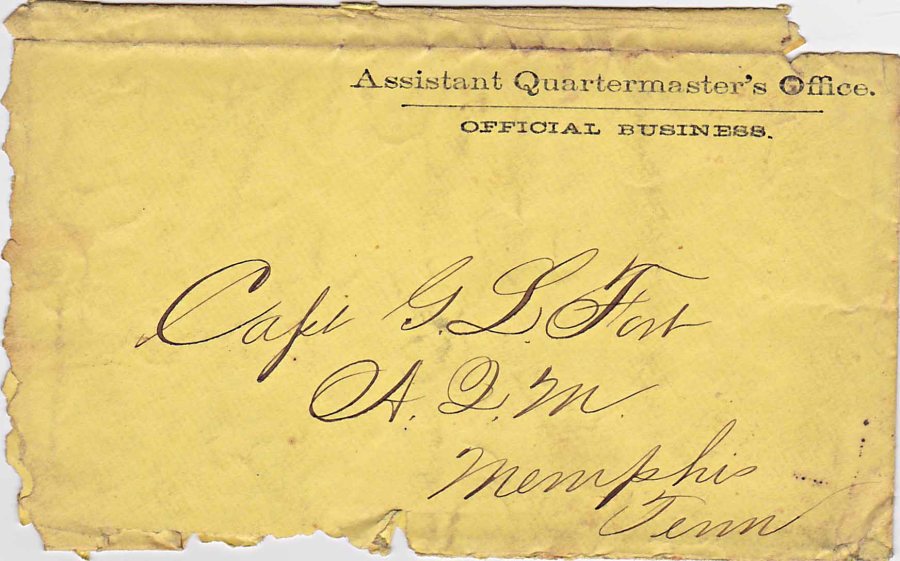 Assistant Quartermaster's Office.
OFFICIAL BUSINESS.
Capt G. L. Fort
A. Q. M.
Memphis
Tenn